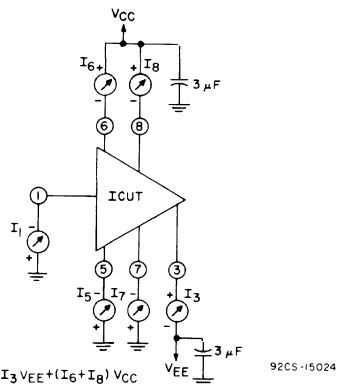 VCC
I6 + + I8
- - 3 µF
6 8
1 ICUT
I1 -
+
5 7 3
I5 - I7 - + I3
+ + -
VEE 3 µF
I3 VEE+(I6+I8) VCC
92CS-15024